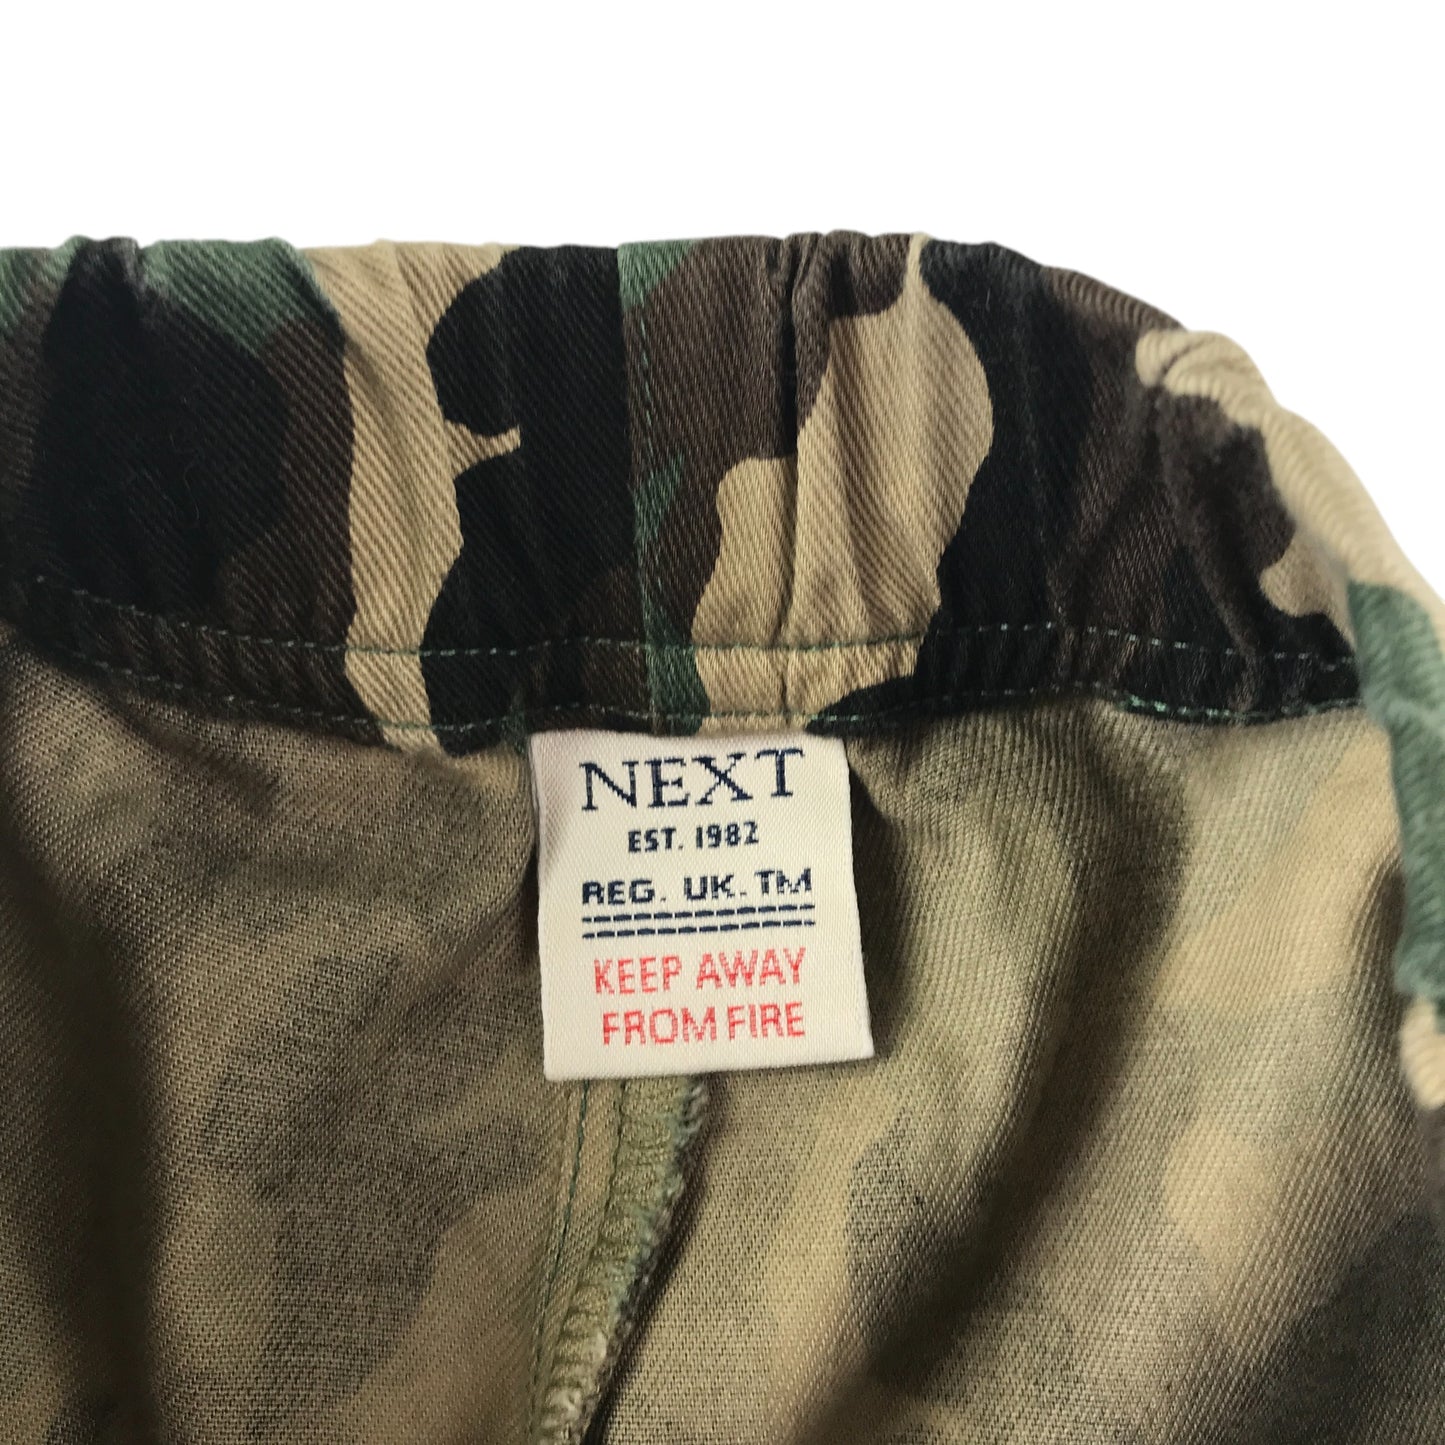 NEXT
EST. 1982
REG. UK. TM
KEEP AWAY
FROM FIRE